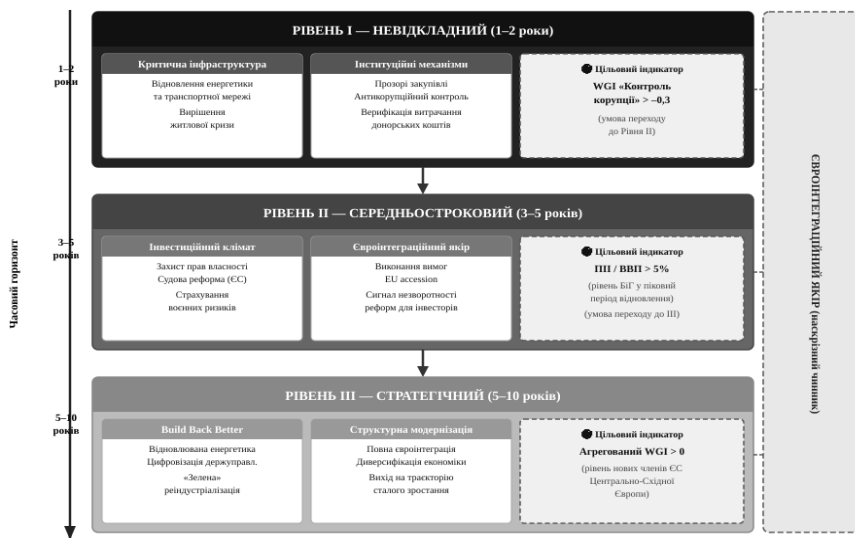 РІВЕНЬ I — НЕВІДКЛАДНИЙ (1–2 роки)
1–2
роки
Критична інфраструктура
Відновлення енергетики
та транспортної мережі
Вирішення
житлової кризи
Інституційні механізми
Прозорі закупівлі
Антикорупційний контроль
Верифікація витрачання
донорських коштів
Цільовий індикатор
WGI «Контроль
корупції» > –0,3
(умова переходу
до Рівня II)
РІВЕНЬ II — СЕРЕДНЬОСТРОКОВИЙ (3–5 років)
3–5
років
Інвестиційний клімат
Захист прав власності
Судова реформа (ЄС)
Страхування
воєнних ризиків
Євроінтеграційний якір
Виконання вимог
EU accession
Сигнал незворотності
реформ для інвесторів
Цільовий індикатор
ПІІ / ВВП > 5%
(рівень БіГ у піковий
період відновлення)
(умова переходу до III)
РІВЕНЬ III — СТРАТЕГІЧНИЙ (5–10 років)
5–10
років
Build Back Better
Відновлювана енергетика
Цифровізація держуправл.
«Зелена»
реіндустріалізація
Структурна модернізація
Повна євроінтеграція
Диверсифікація економіки
Вихід на траєкторію
сталого зростання
Цільовий індикатор
Агрегований WGI > 0
(рівень нових членів ЄС
Центрально-Східної
Європи)
Часовий горизонт
ЄВРОІНТЕГРАЦІЙНИЙ ЯКІР (наскрізний чинник)